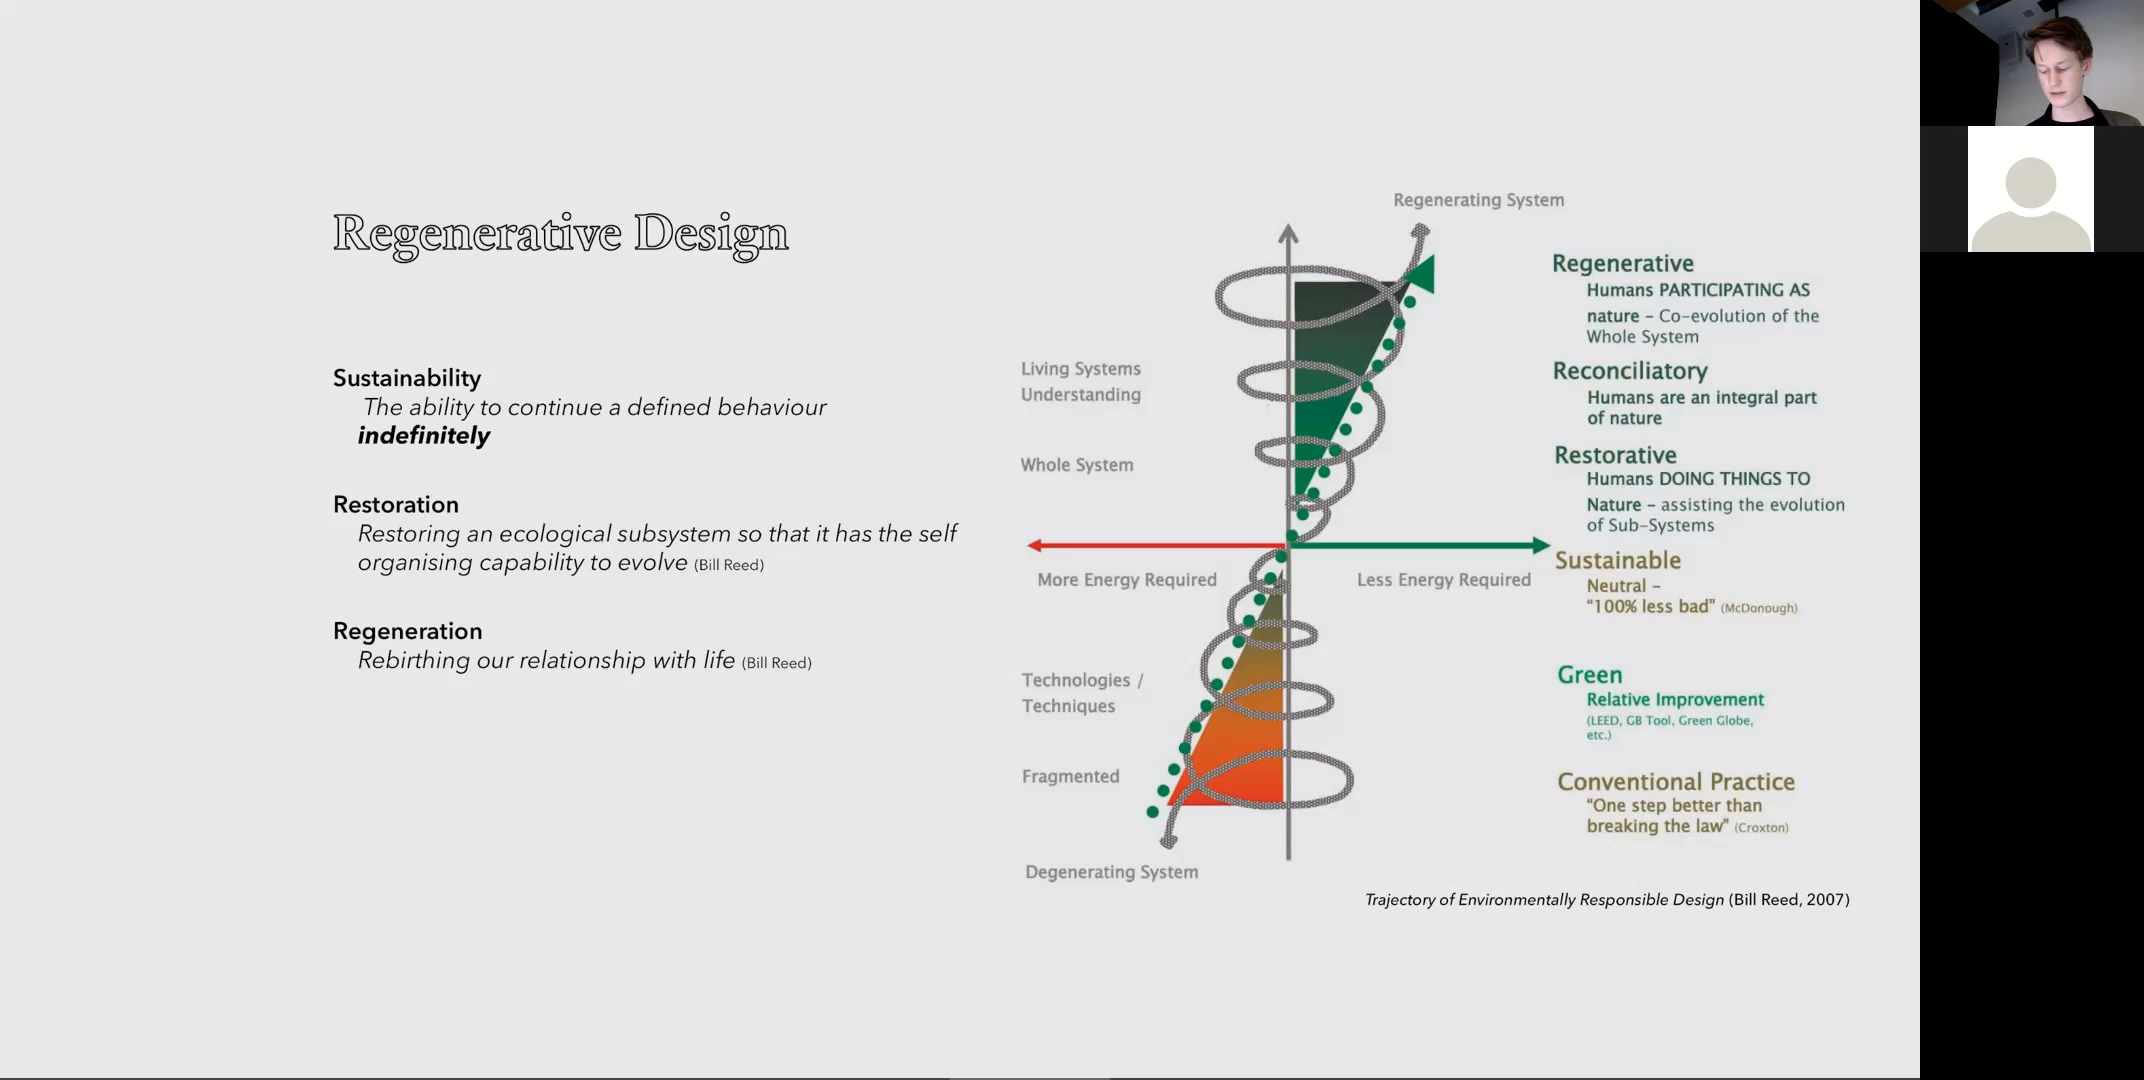 Regenerative Design
Sustainability
The ability to continue a defined behaviour
indefinitely
Restoration
Restoring an ecological subsystem so that it has the self
organising capability to evolve (Bill Reed)
Regeneration
Rebirthing our relationship with life (Bill Reed)
Regenerating System
Living Systems
Understanding
Whole System
More Energy Required
Less Energy Required
Technologies /
Techniques
Fragmented
Degenerating System
Regenerative
Humans PARTICIPATING AS
nature – Co-evolution of the
Whole System
Reconciliatory
Humans are an integral part
of nature
Restorative
Humans DOING THINGS TO
Nature – assisting the evolution
of Sub-Systems
Sustainable
Neutral –
“100% less bad” (McDonough)
Green
Relative Improvement
(LEED, GB Tool, Green Globe,
etc.)
Conventional Practice
“One step better than
breaking the law” (Croxton)
Trajectory of Environmentally Responsible Design (Bill Reed, 2007)